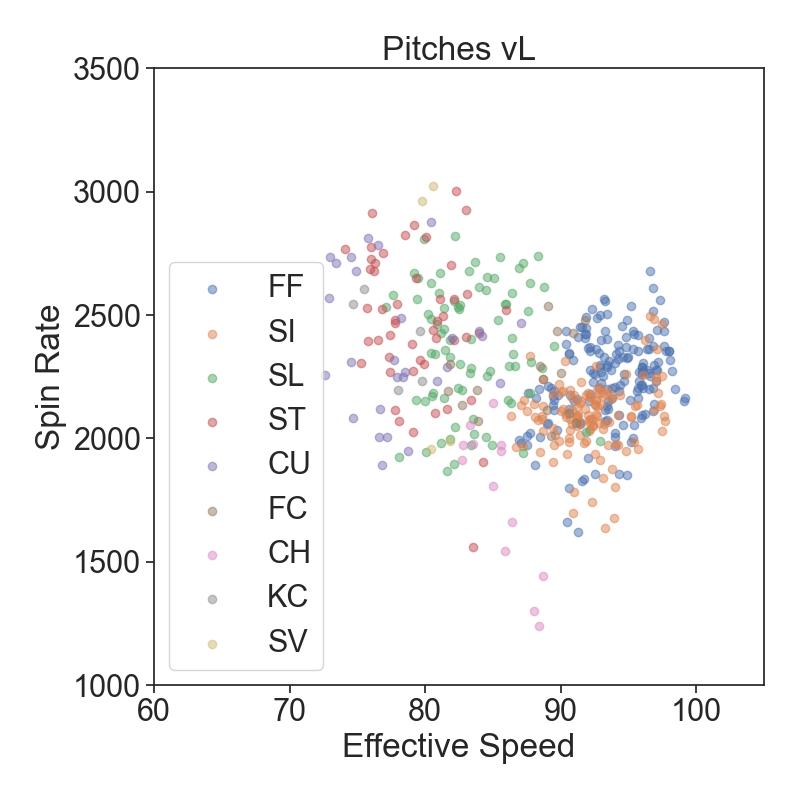 Pitches vL
3500
3000
2500
2000
1500
1000
Spin Rate
FF
SI
SL
ST
CU
FC
CH
KC
SV
60 70 80 90 100
Effective Speed